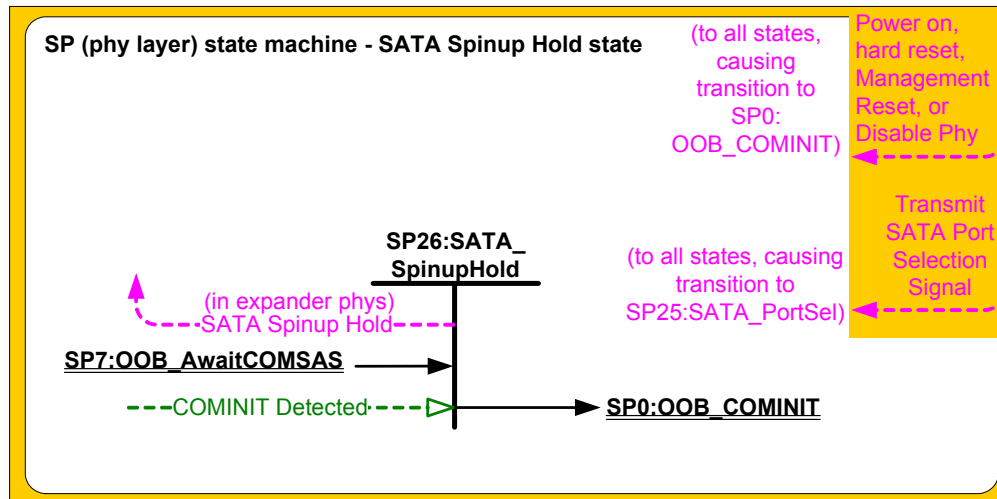 SP (phy layer) state machine - SATA Spinup Hold state
(to all states,
causing
transition to
SP0:
OOB_COMINIT)
Power on,
hard reset,
Management
Reset, or
Disable Phy
Transmit
SATA Port
Selection
Signal
(to all states, causing
transition to
SP25:SATA_PortSel)
SP26:SATA_
SpinupHold
(in expander phys)
SATA Spinup Hold
SP7:OOB_AwaitCOMSAS
COMINIT Detected
SP0:OOB_COMINIT